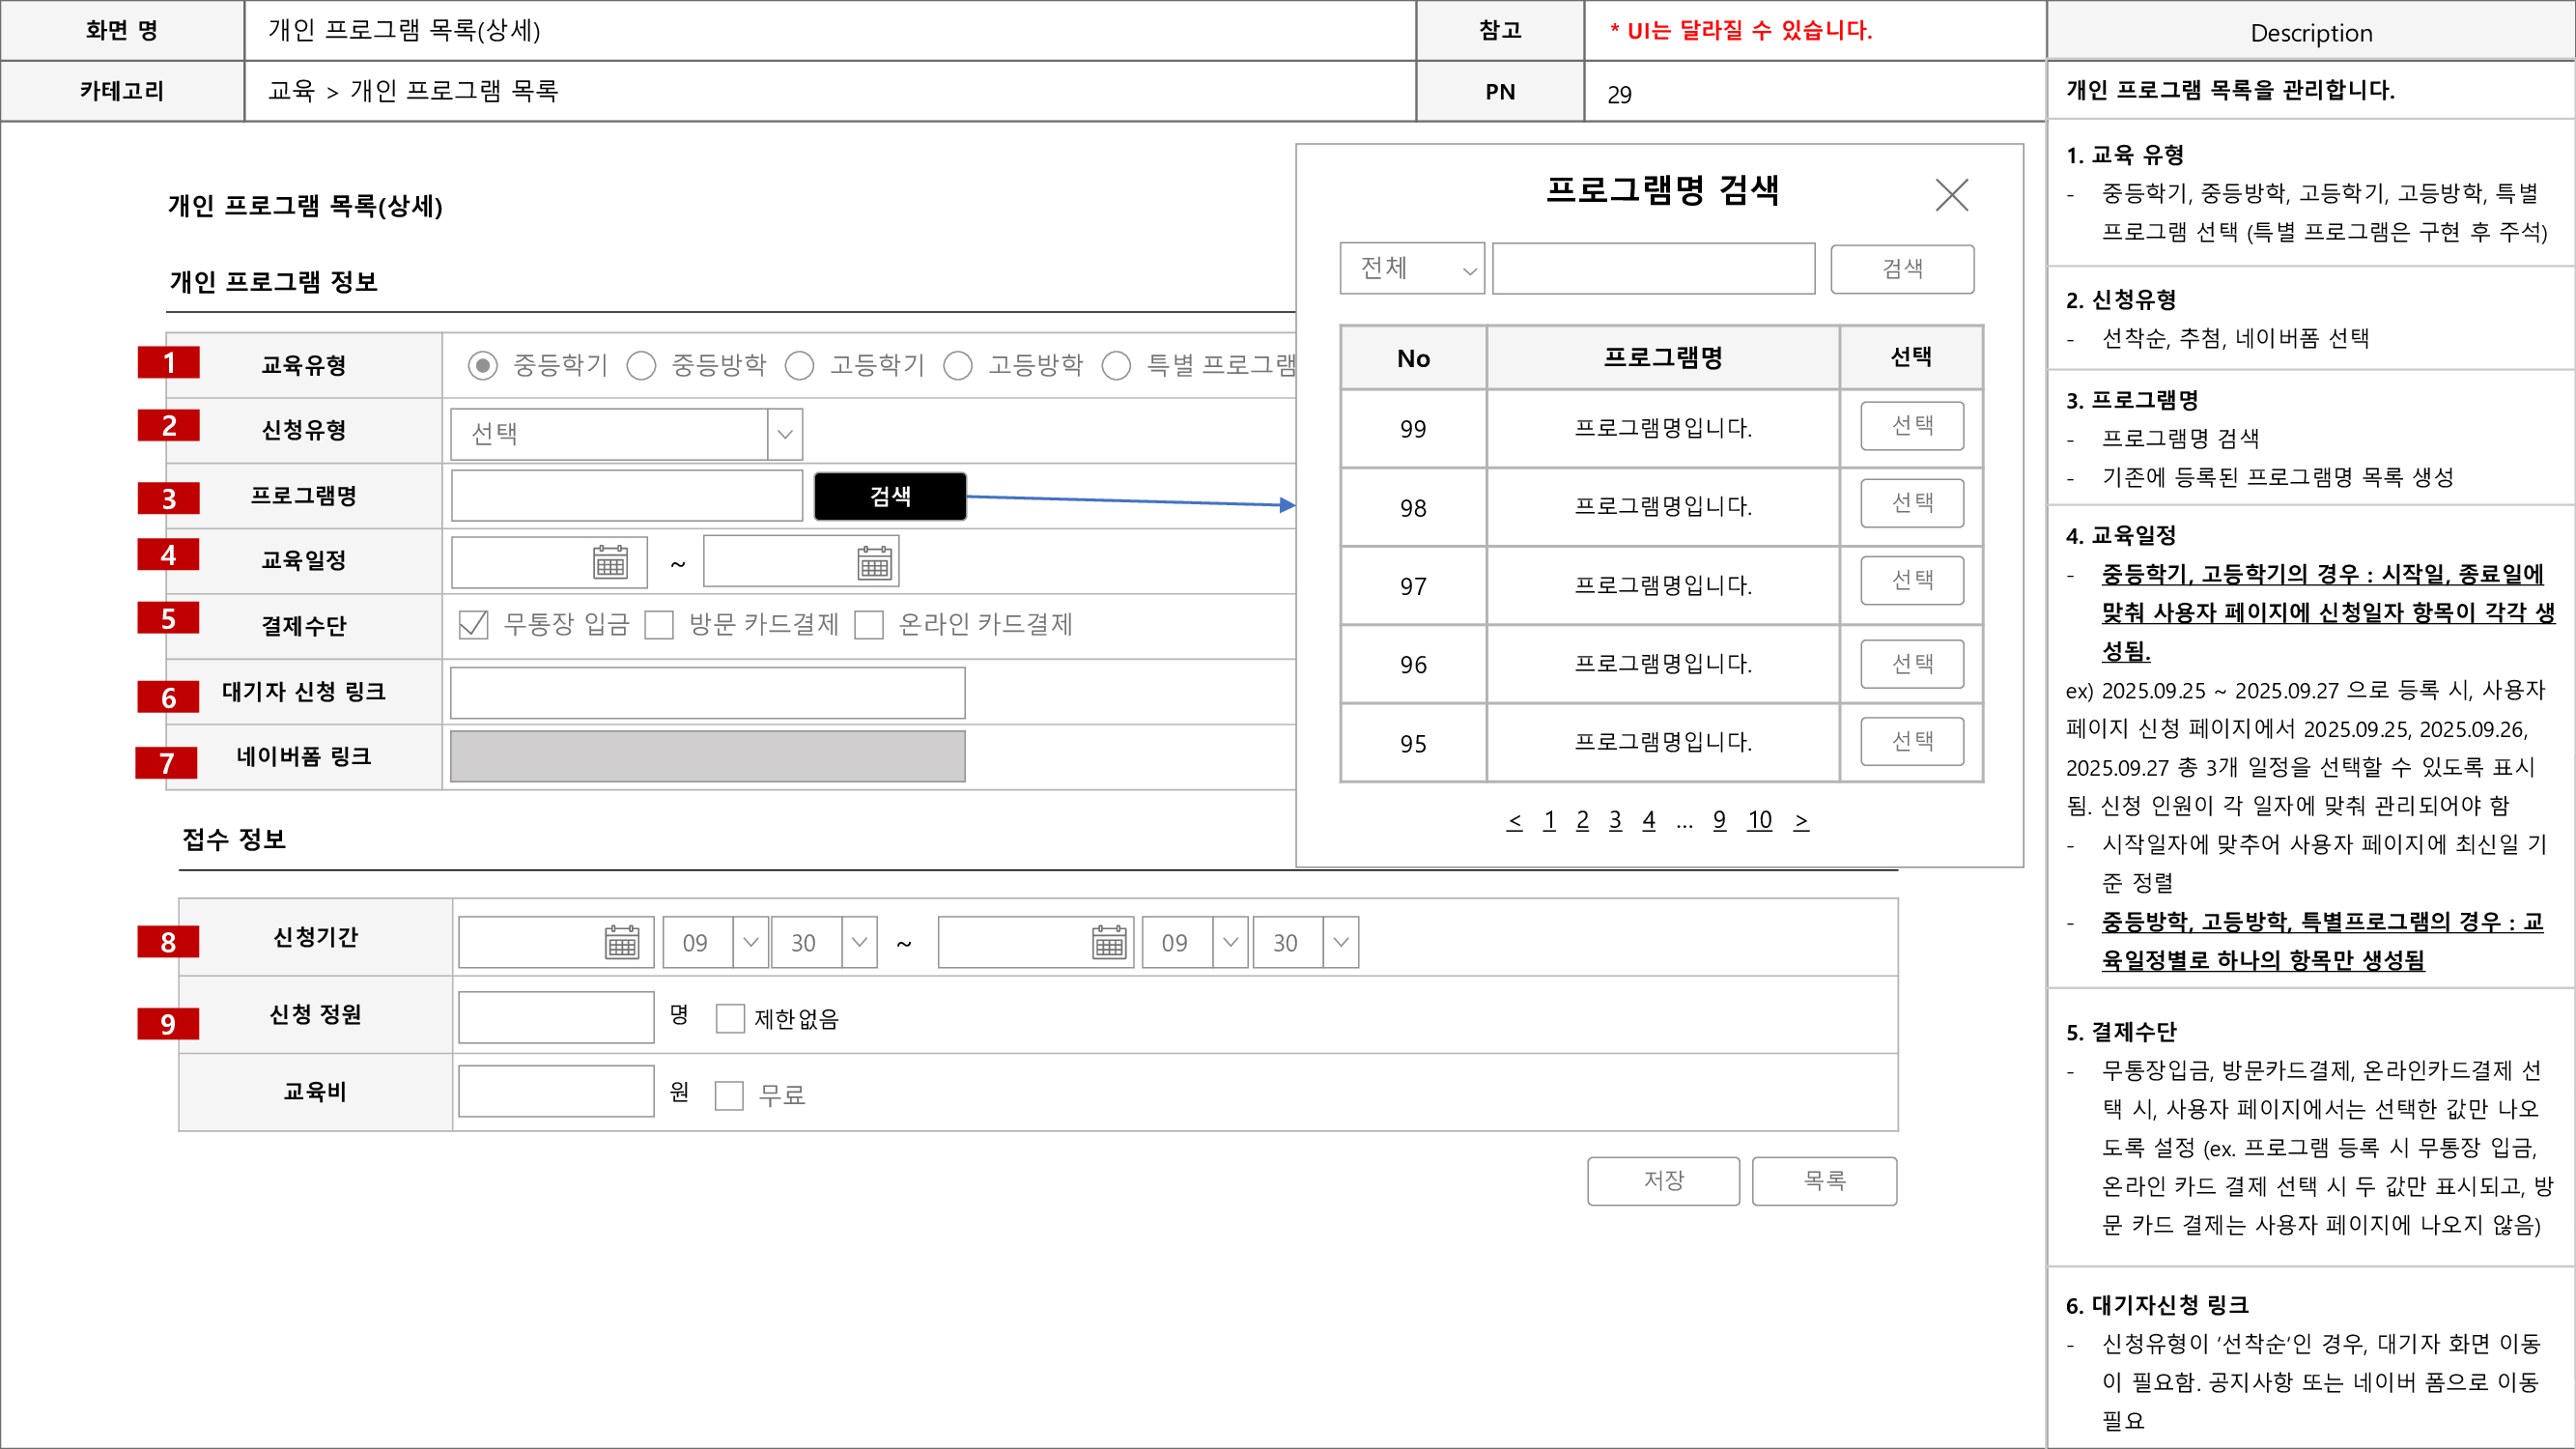 화면 명
개인 프로그램 목록(상세)
참고
* UI는 달라질 수 있습니다.
Description
카테고리
교육 > 개인 프로그램 목록
PN
29
개인 프로그램 목록을 관리합니다.
개인 프로그램 목록(상세)
개인 프로그램 정보
1
교육유형
중등학기
중등방학
고등학기
고등방학
특별 프로그램
2
신청유형
선택
3
프로그램명
검색
4
교육일정
~
5
결제수단
무통장 입금
방문 카드결제
온라인 카드결제
6
대기자 신청 링크
7
네이버폼 링크
접수 정보
8
신청기간
09
30
~
09
30
9
신청 정원
명
제한없음
교육비
원
무료
저장
목록
프로그램명 검색
전체
검색
No
프로그램명
선택
99
프로그램명입니다.
선택
98
프로그램명입니다.
선택
97
프로그램명입니다.
선택
96
프로그램명입니다.
선택
95
프로그램명입니다.
선택
< 1 2 3 4 ... 9 10 >
1. 교육 유형
- 중등학기, 중등방학, 고등학기, 고등방학, 특별
프로그램 선택 (특별 프로그램은 구현 후 주석)
2. 신청유형
- 선착순, 추첨, 네이버폼 선택
3. 프로그램명
- 프로그램명 검색
- 기존에 등록된 프로그램명 목록 생성
4. 교육일정
- 중등학기, 고등학기의 경우 : 시작일, 종료일에
맞춰 사용자 페이지에 신청일자 항목이 각각 생
성됨.
ex) 2025.09.25 ~ 2025.09.27 으로 등록 시, 사용자
페이지 신청 페이지에서 2025.09.25, 2025.09.26,
2025.09.27 총 3개 일정을 선택할 수 있도록 표시
됨. 신청 인원이 각 일자에 맞춰 관리되어야 함
- 시작일자에 맞추어 사용자 페이지에 최신일 기
준 정렬
- 중등방학, 고등방학, 특별프로그램의 경우 : 교
육일정별로 하나의 항목만 생성됨
5. 결제수단
- 무통장입금, 방문카드결제, 온라인카드결제 선
택 시, 사용자 페이지에서는 선택한 값만 나오
도록 설정 (ex. 프로그램 등록 시 무통장 입금,
온라인 카드 결제 선택 시 두 값만 표시되고, 방
문 카드 결제는 사용자 페이지에 나오지 않음)
6. 대기자신청 링크
- 신청유형이 ‘선착순‘인 경우, 대기자 화면 이동
이 필요함. 공지사항 또는 네이버 폼으로 이동
필요